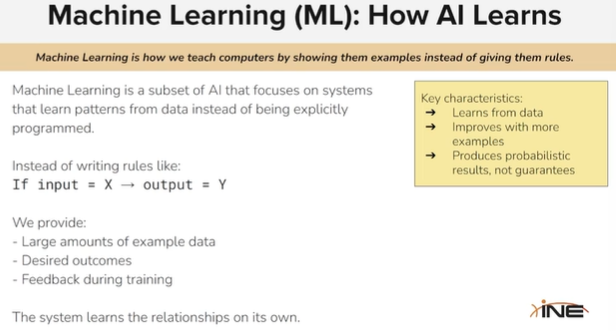 Machine Learning (ML): How AI Learns
Machine Learning is how we teach computers by showing them examples instead of giving them rules.
Machine Learning is a subset of AI that focuses on systems
that learn patterns from data instead of being explicitly
programmed.
Instead of writing rules like:
If input = X → output = Y
We provide:
- Large amounts of example data
- Desired outcomes
- Feedback during training
The system learns the relationships on its own.
Key characteristics:
➔ Learns from data
➔ Improves with more
examples
➔ Produces probabilistic
results, not guarantees
INE